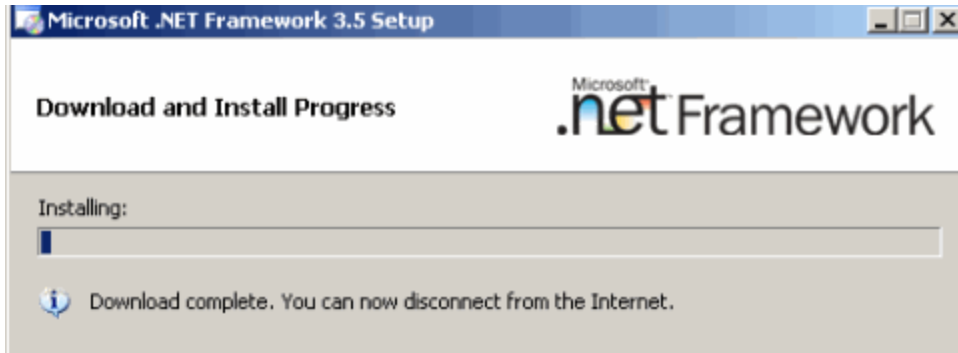 Microsoft .NET Framework 3.5 Setup
Download and Install Progress
Microsoft
.net Framework
Installing:
Download complete. You can now disconnect from the Internet.